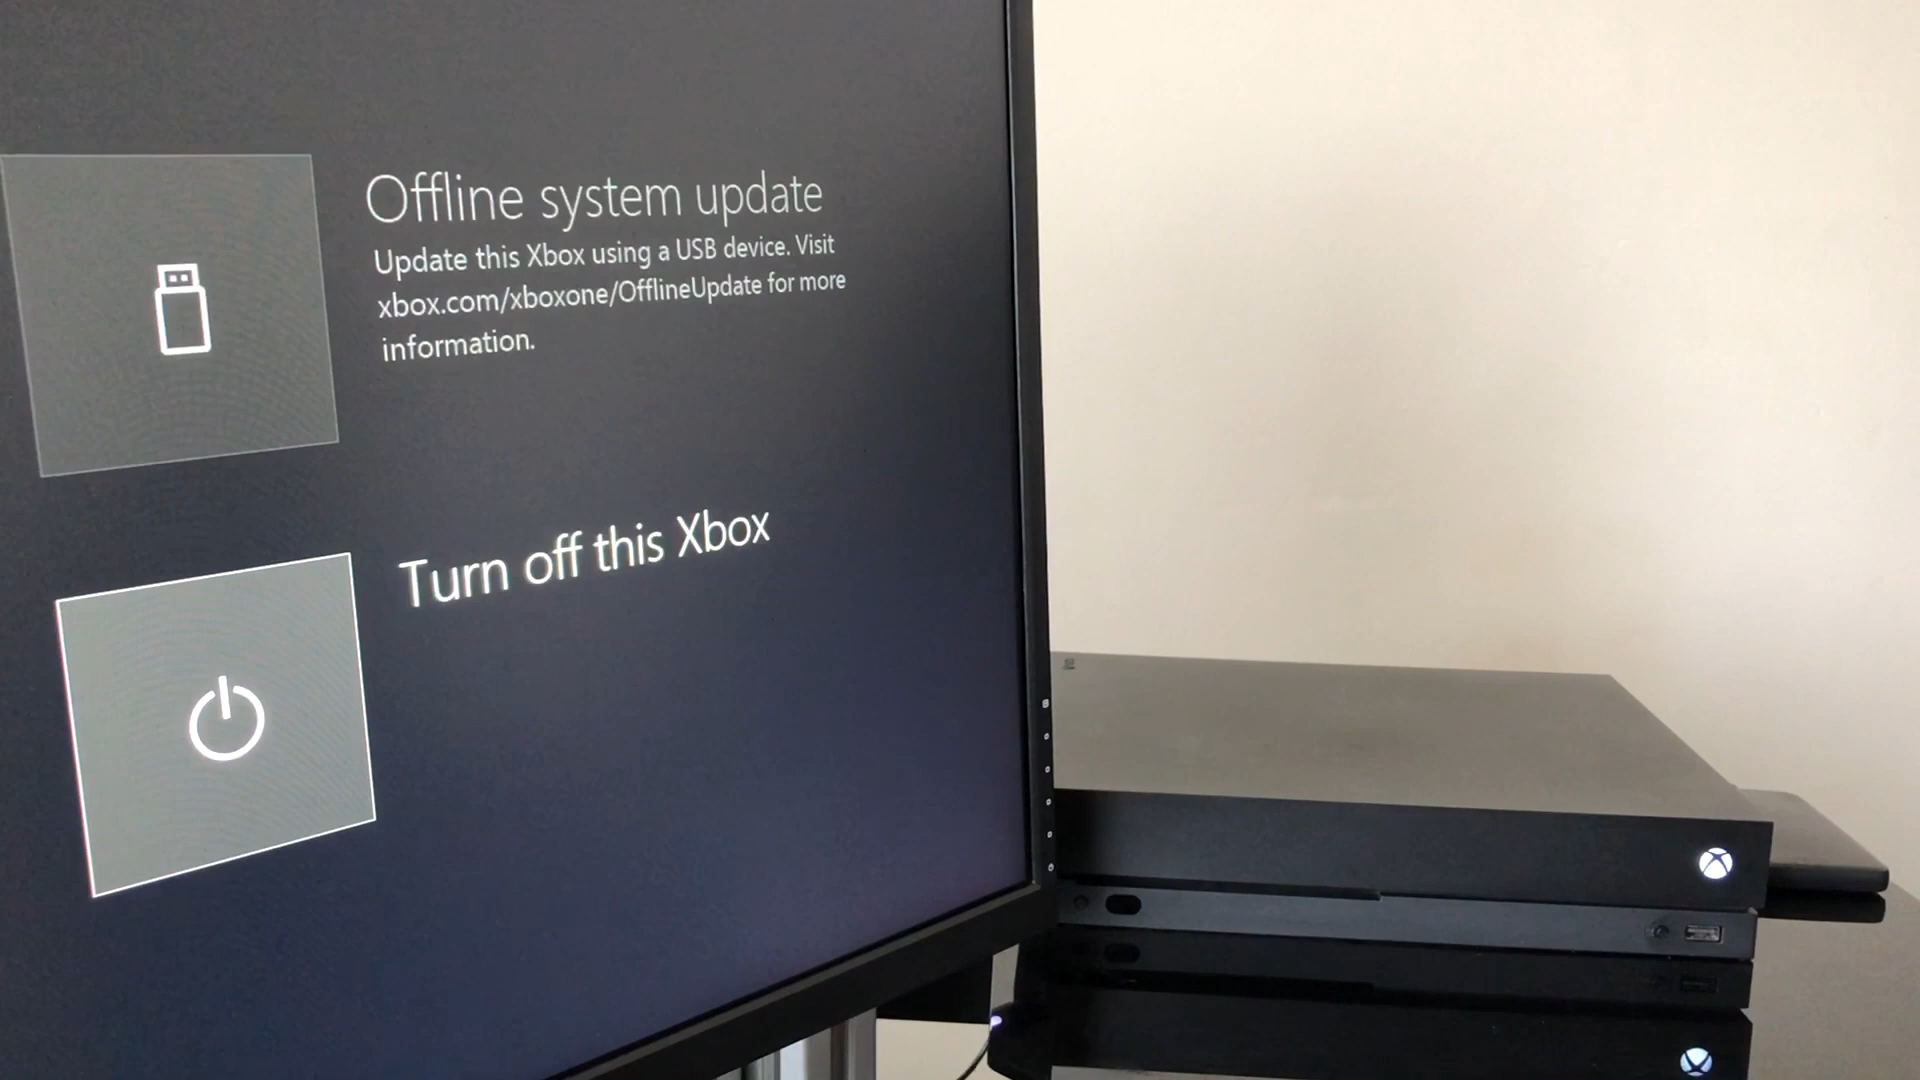 Offline system update
Update this Xbox using a USB device. Visit
xbox.com/xboxone/OfflineUpdate for more
information.
Turn off this Xbox